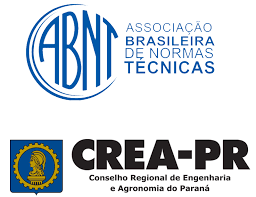 ABNT
ASSOCIAÇÃO
BRASILEIRA
DE NORMAS
TÉCNICAS
CREA-PR
Conselho Regional de Engenharia
e Agronomia do Paraná